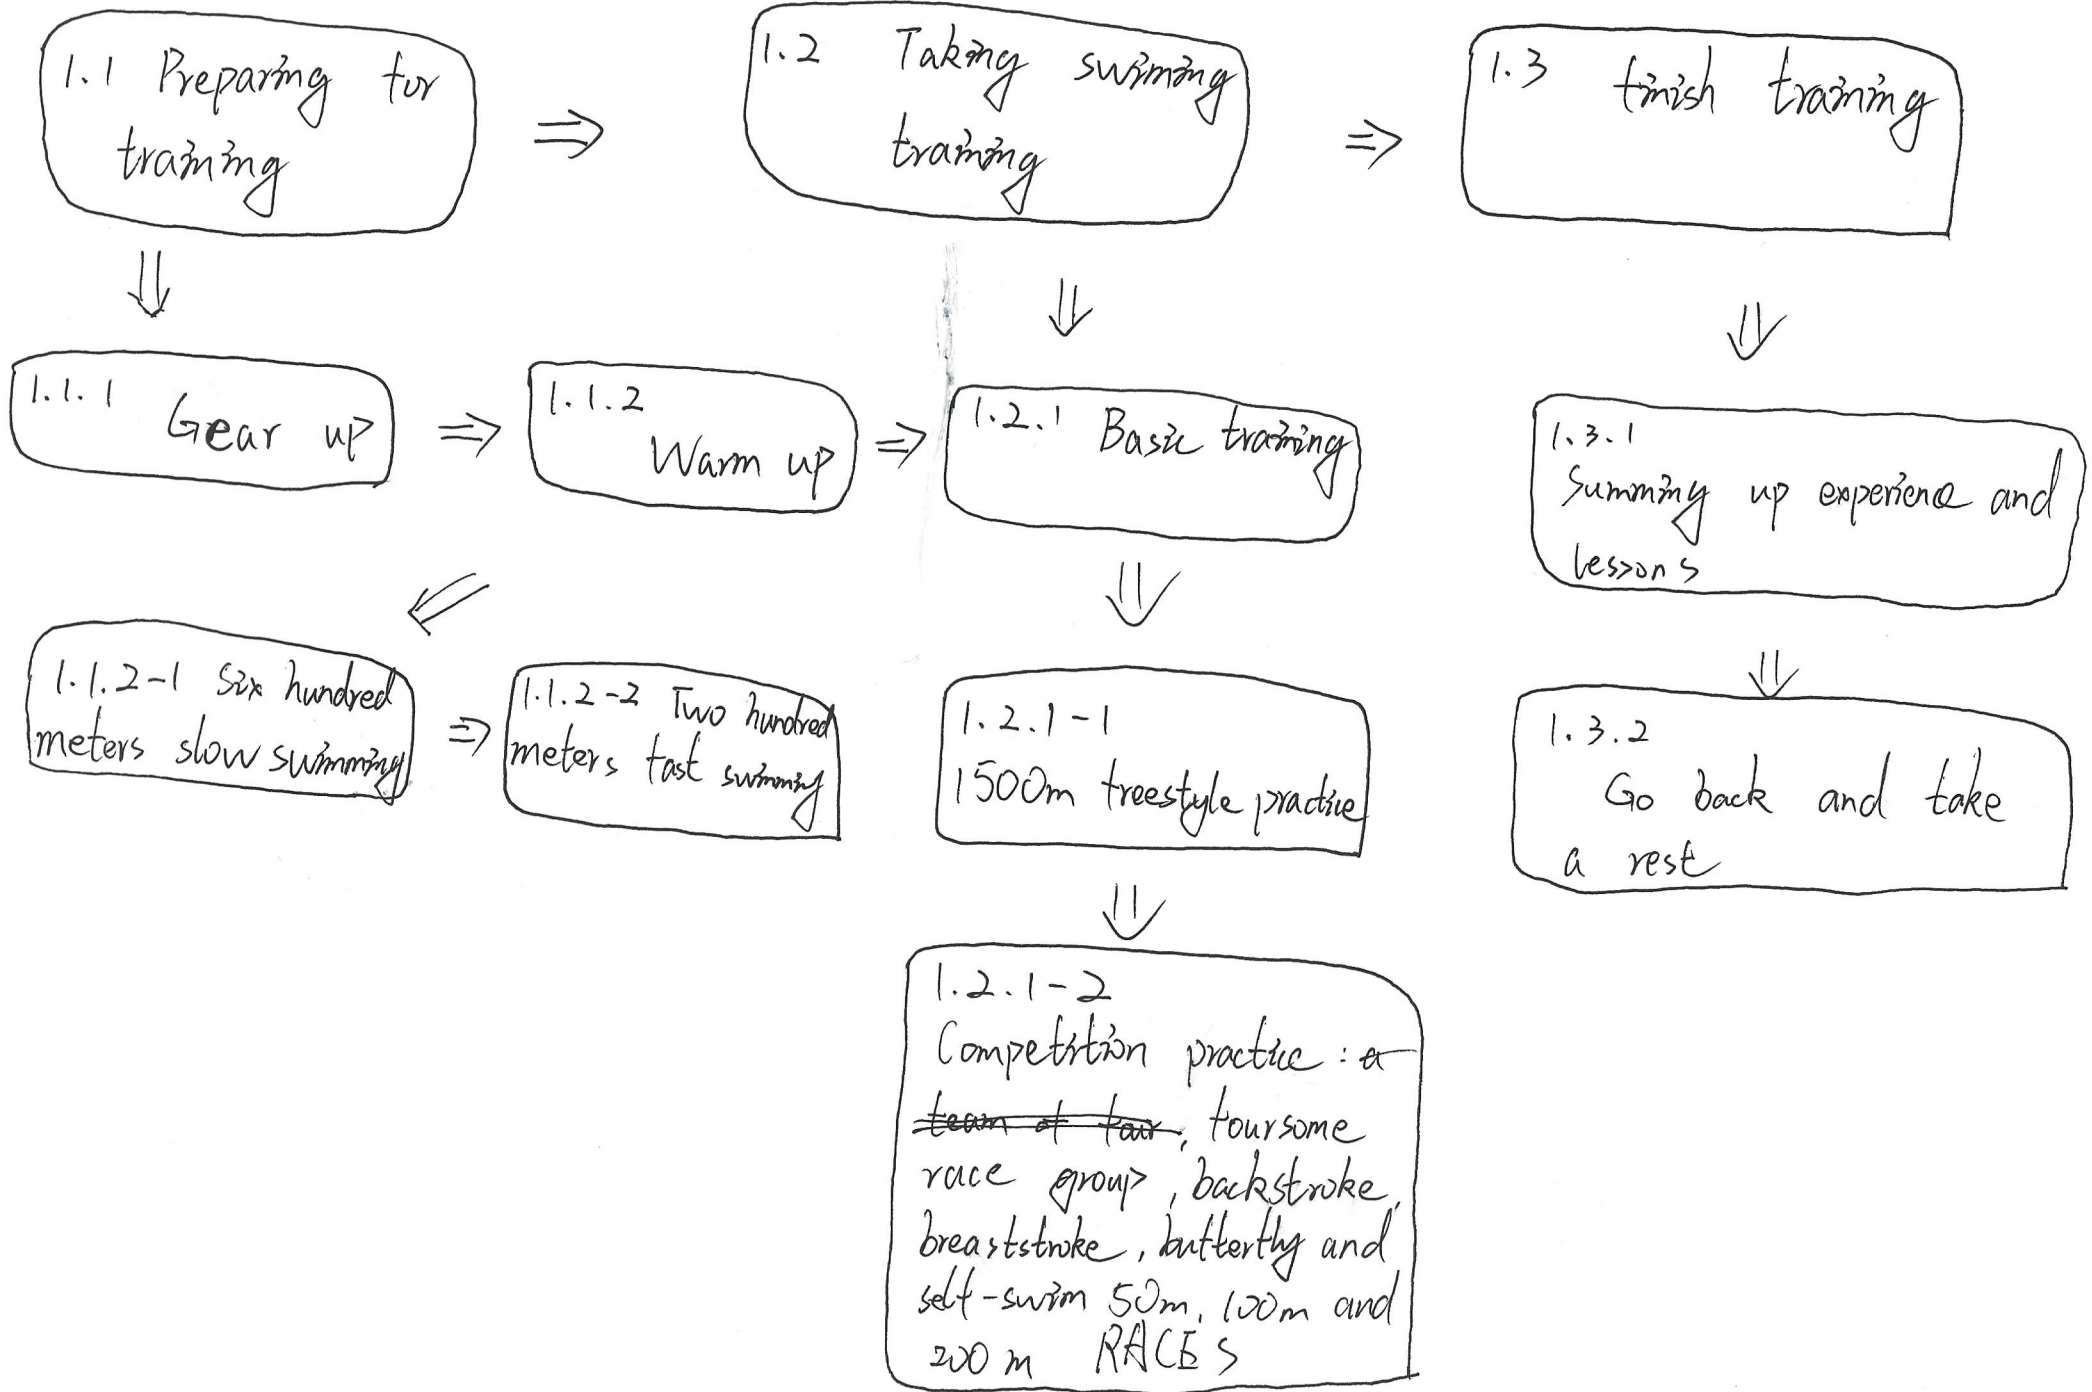 1.1 Preparing for
training
1.2 Taking swiming
training
1.3 finish training
1.1.1 Gear up
1.1.2
Warm up
1.2.1 Basic training
1.3.1
Summing up experience and
lessons
1.1.2-1 Six hundred
meters slow swimming
1.1.2-2 Two hundred
meters fast swimming
1.2.1-1
1500m freestyle practice
1.3.2
Go back and take
a rest
1.2.1-2
Competition practice : a
team of four, foursome
race group, backstroke,
breaststroke, butterfly and
self-swim 50m, 100m and
200m RACES